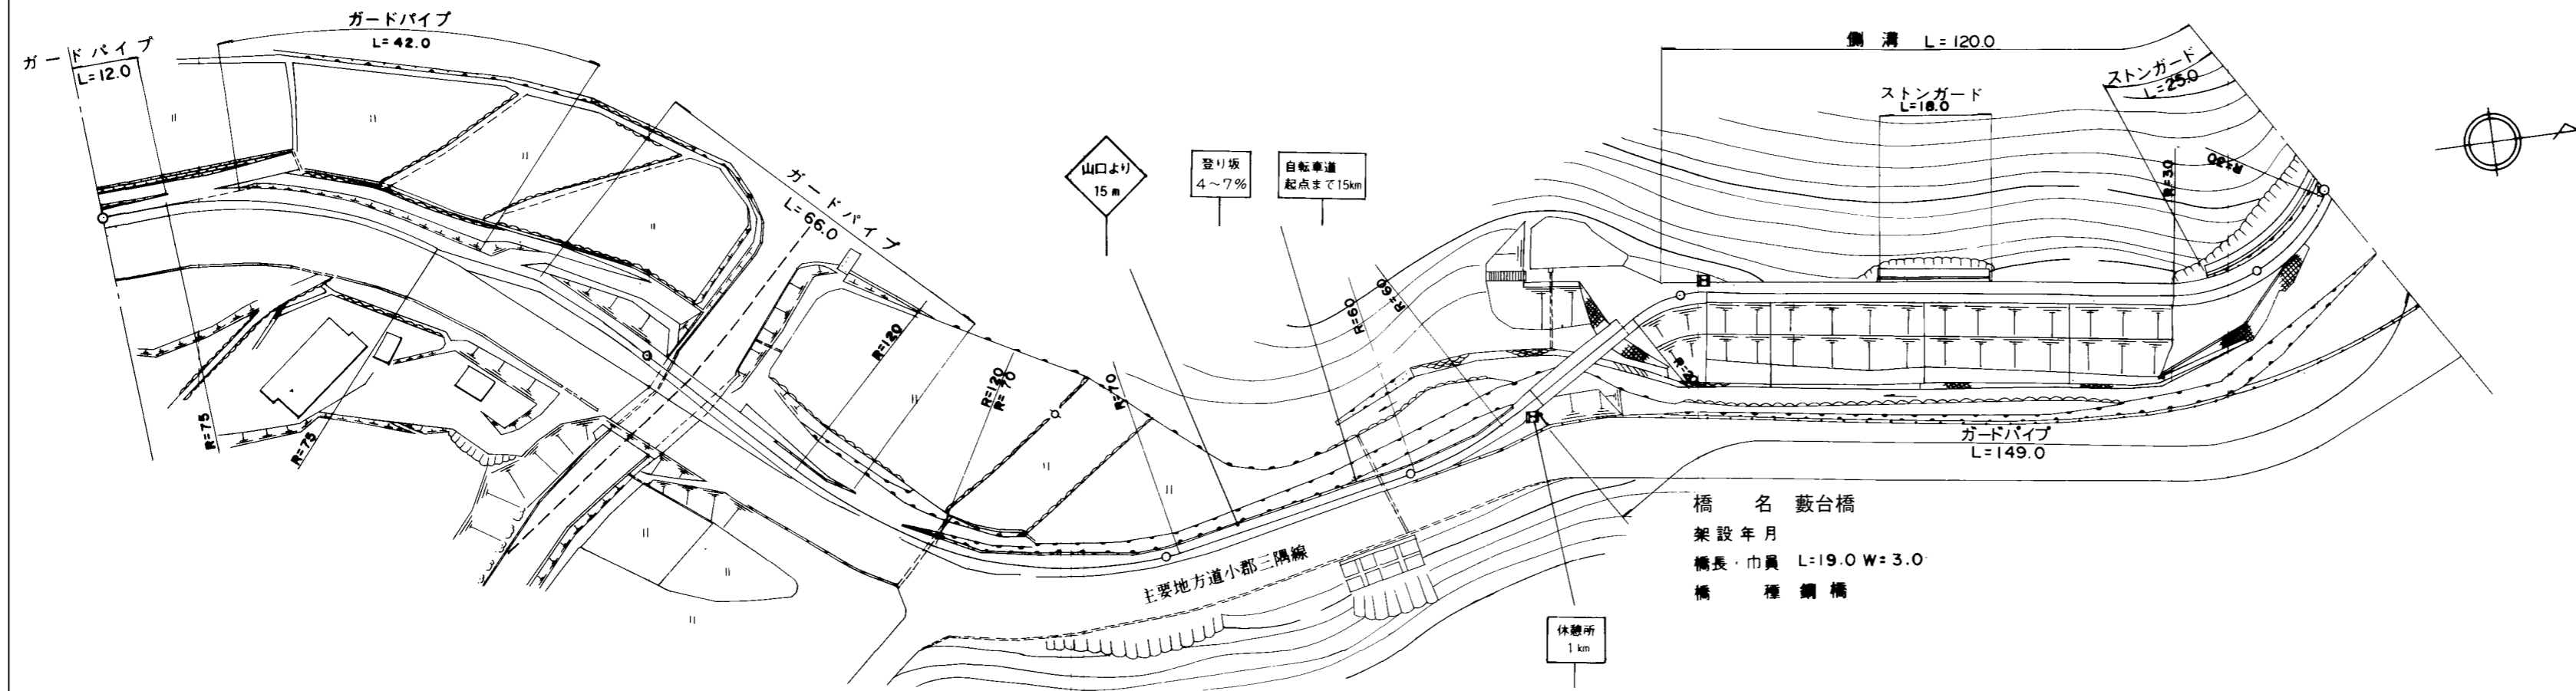 ガードパイプ
L=12.0
ガードパイプ
L=42.0
ガードパイプ
L=66.0
山口より
15 m
登り坂
4～7%
自転車道
起点まで15km
側溝 L=120.0
ストンガード
L=18.0
ストンガード
L=25.0
R=30
R=30
R=75
R=75
R=120
R=120
R=70
R=70
R=60
R=60
R=20
主要地方道小郡三隅線
ガードパイプ
L=149.0
橋 名 藪台橋
架設年月
橋長・巾員 L=19.0 W=3.0
橋 種 鋼橋
休憩所
1 km